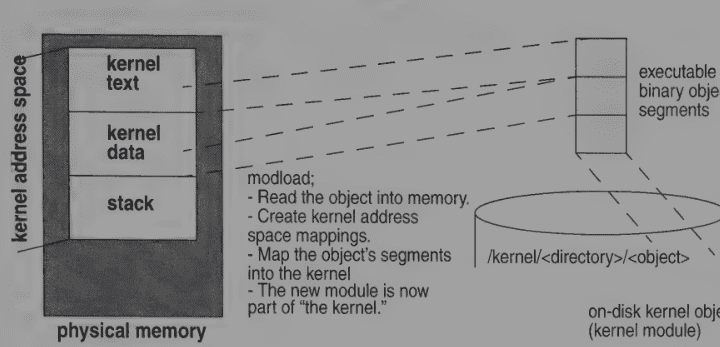 kernel address space
kernel
text
kernel
data
stack
physical memory
modload;
- Read the object into memory.
- Create kernel address
space mappings.
- Map the object's segments
into the kernel
- The new module is now
part of "the kernel."
executable
binary obje
segments
/kernel/<directory>/<object>
on-disk kernel obje
(kernel module)